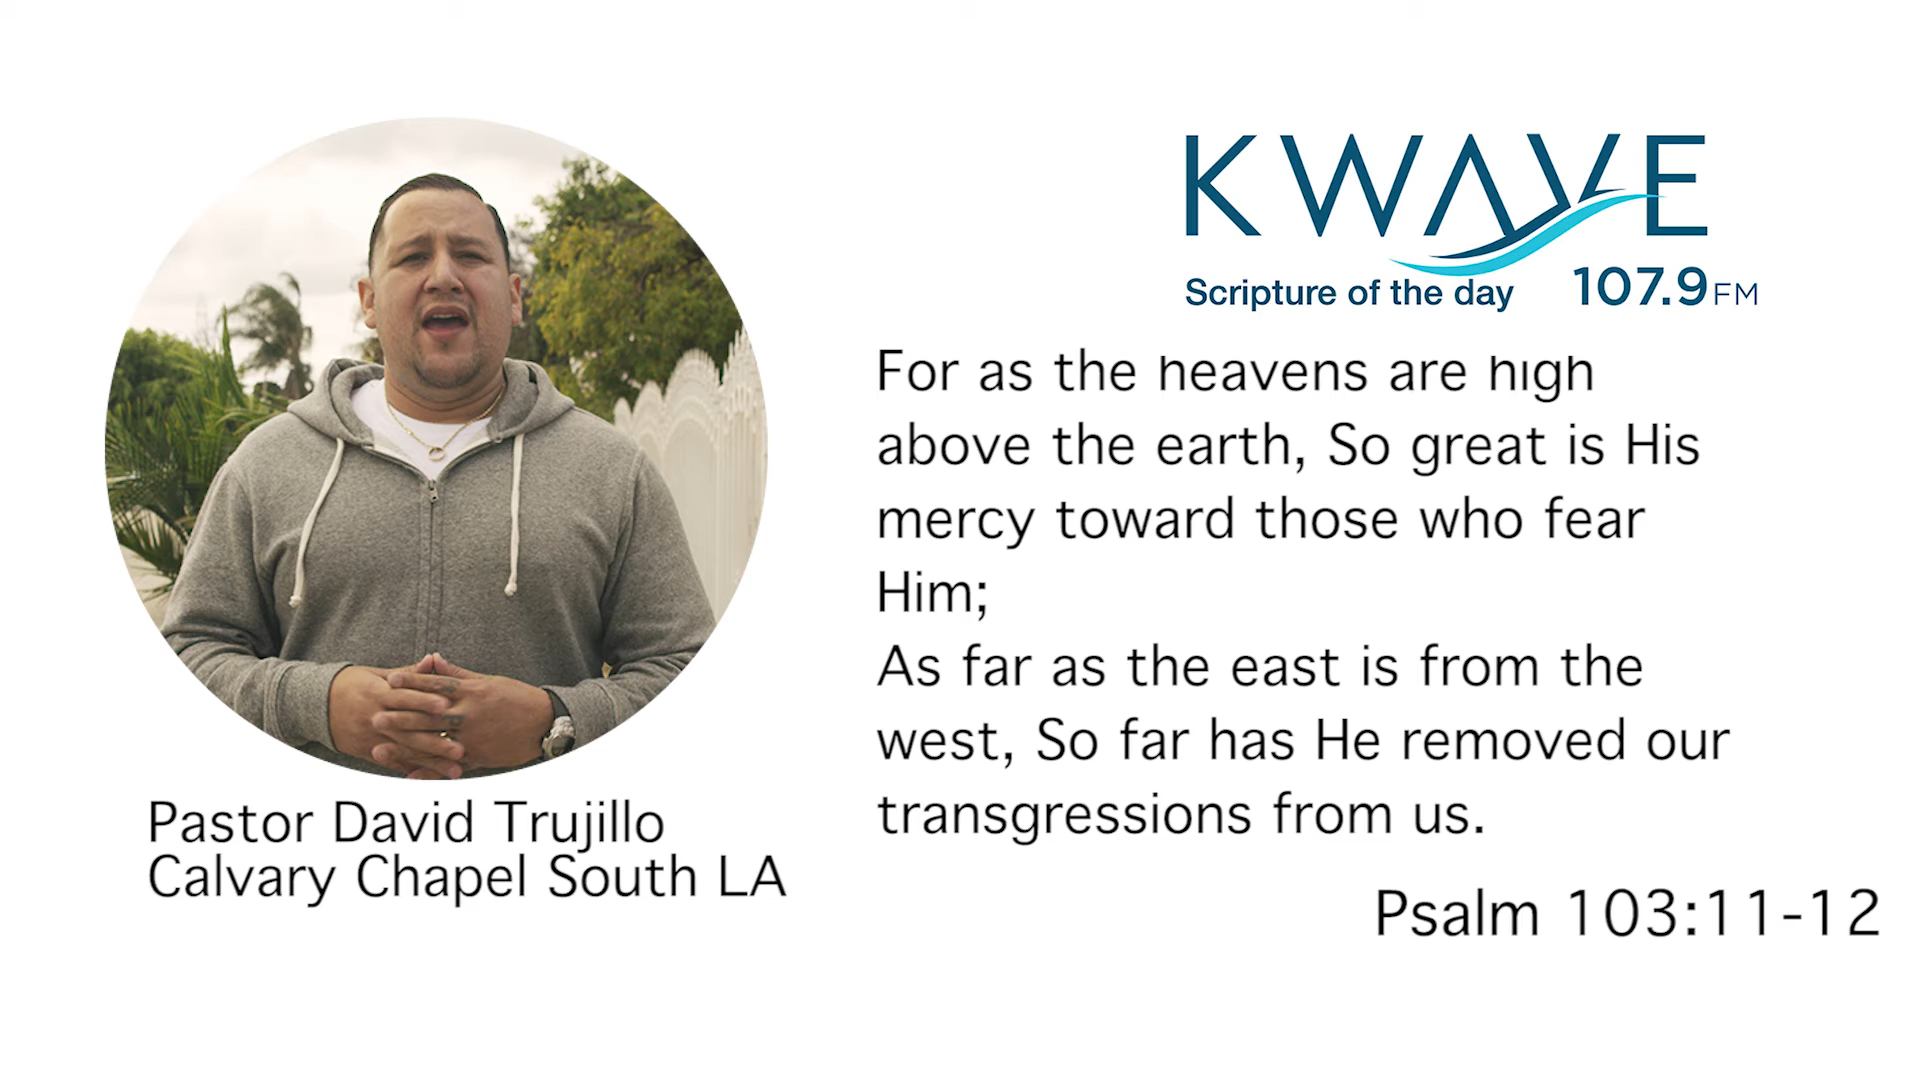 KWAVE
Scripture of the day 107.9 FM
For as the heavens are high
above the earth, So great is His
mercy toward those who fear
Him;
As far as the east is from the
west, So far has He removed our
transgressions from us.
Psalm 103:11-12
Pastor David Trujillo
Calvary Chapel South LA